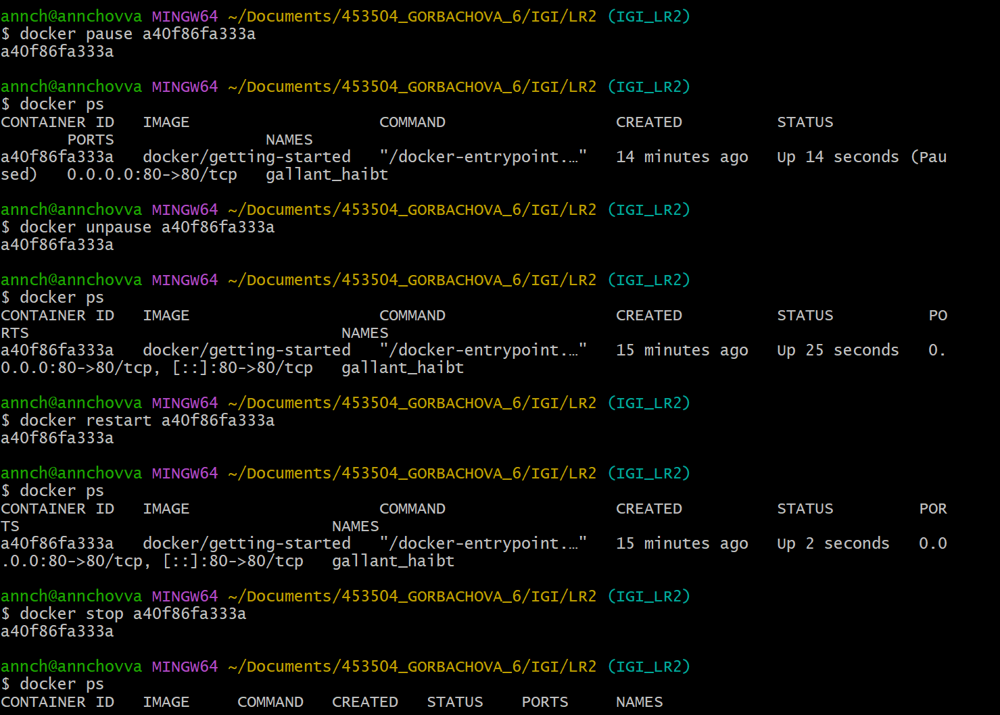 annch@annchovva MINGW64 ~/Documents/453504_GORBACHOVA_6/IGI/LR2 (IGI_LR2)
$ docker pause a40f86fa333a
a40f86fa333a
annch@annchovva MINGW64 ~/Documents/453504_GORBACHOVA_6/IGI/LR2 (IGI_LR2)
$ docker ps
CONTAINER ID   IMAGE                    COMMAND                  CREATED          STATUS
       PORTS                NAMES
a40f86fa333a   docker/getting-started   "/docker-entrypoint.…"   14 minutes ago   Up 14 seconds (Pau
sed)   0.0.0.0:80->80/tcp   gallant_haibt
annch@annchovva MINGW64 ~/Documents/453504_GORBACHOVA_6/IGI/LR2 (IGI_LR2)
$ docker unpause a40f86fa333a
a40f86fa333a
annch@annchovva MINGW64 ~/Documents/453504_GORBACHOVA_6/IGI/LR2 (IGI_LR2)
$ docker ps
CONTAINER ID   IMAGE                    COMMAND                  CREATED          STATUS          PO
RTS                                 NAMES
a40f86fa333a   docker/getting-started   "/docker-entrypoint.…"   15 minutes ago   Up 25 seconds   0.
0.0.0:80->80/tcp, [::]:80->80/tcp   gallant_haibt
annch@annchovva MINGW64 ~/Documents/453504_GORBACHOVA_6/IGI/LR2 (IGI_LR2)
$ docker restart a40f86fa333a
a40f86fa333a
annch@annchovva MINGW64 ~/Documents/453504_GORBACHOVA_6/IGI/LR2 (IGI_LR2)
$ docker ps
CONTAINER ID   IMAGE                    COMMAND                  CREATED          STATUS         POR
TS                                 NAMES
a40f86fa333a   docker/getting-started   "/docker-entrypoint.…"   15 minutes ago   Up 2 seconds   0.0
.0.0:80->80/tcp, [::]:80->80/tcp   gallant_haibt
annch@annchovva MINGW64 ~/Documents/453504_GORBACHOVA_6/IGI/LR2 (IGI_LR2)
$ docker stop a40f86fa333a
a40f86fa333a
annch@annchovva MINGW64 ~/Documents/453504_GORBACHOVA_6/IGI/LR2 (IGI_LR2)
$ docker ps
CONTAINER ID   IMAGE     COMMAND   CREATED   STATUS    PORTS     NAMES